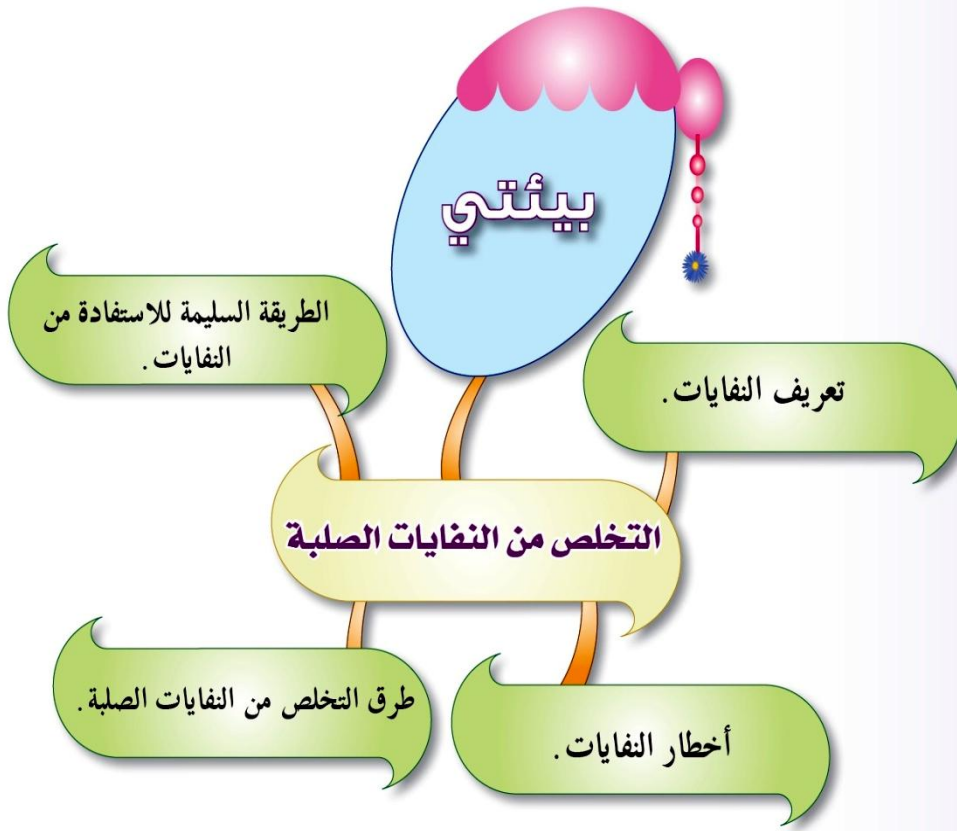 بيئتي
تعريف النفايات.
الطريقة السليمة للاستفادة من
النفايات.
التخلص من النفايات الصلبة
أخطار النفايات.
طرق التخلص من النفايات الصلبة.